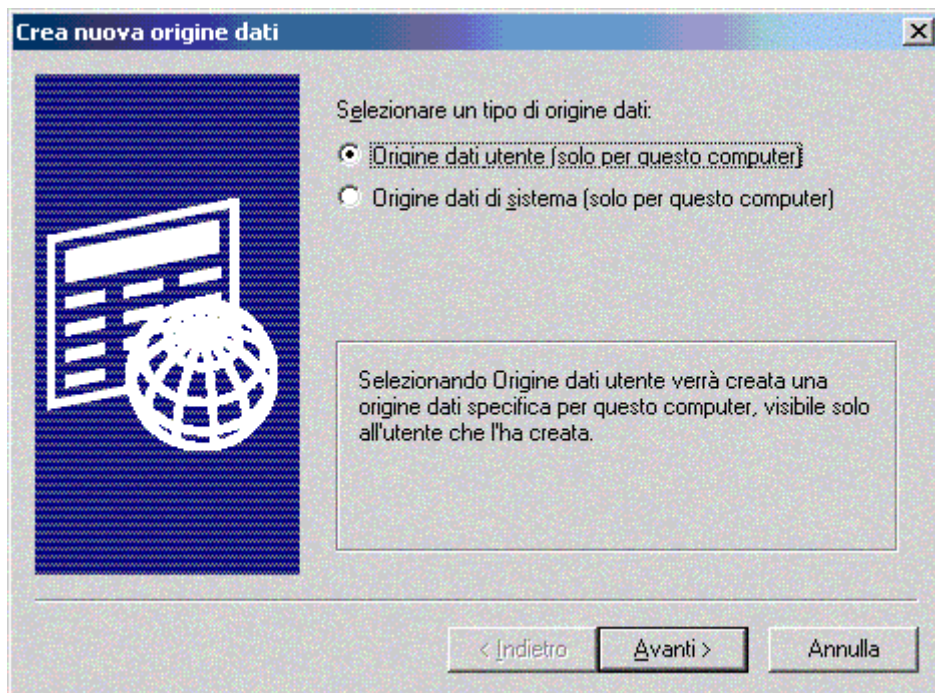 Crea nuova origine dati
Selezionare un tipo di origine dati:
Origine dati utente (solo per questo computer)
Origine dati di sistema (solo per questo computer)
Selezionando Origine dati utente verrà creata una
origine dati specifica per questo computer, visibile solo
all'utente che l'ha creata.
< Indietro
Avanti >
Annulla